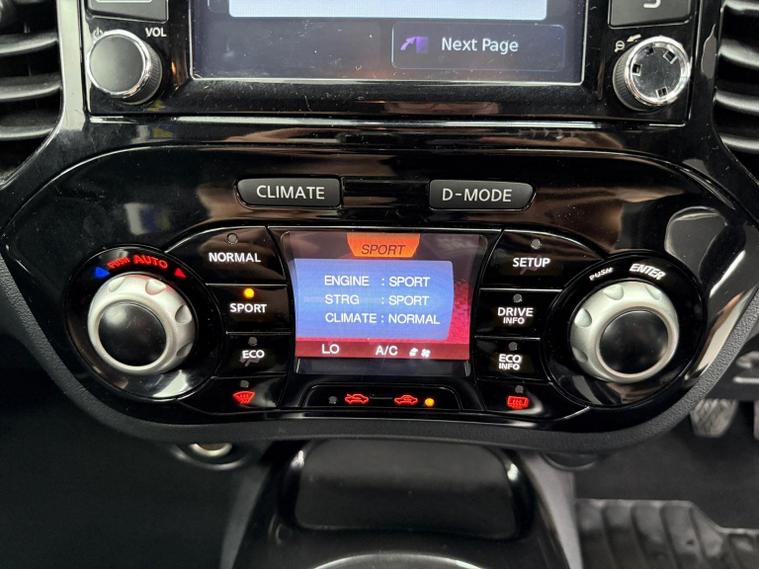 VOL
Next Page
CLIMATE
D-MODE
PUSH AUTO
NORMAL
SPORT
ECO
SPORT
ENGINE : SPORT
STRG : SPORT
CLIMATE : NORMAL
LO A/C
SETUP
DRIVE
INFO
ECO
INFO
PUSH ENTER